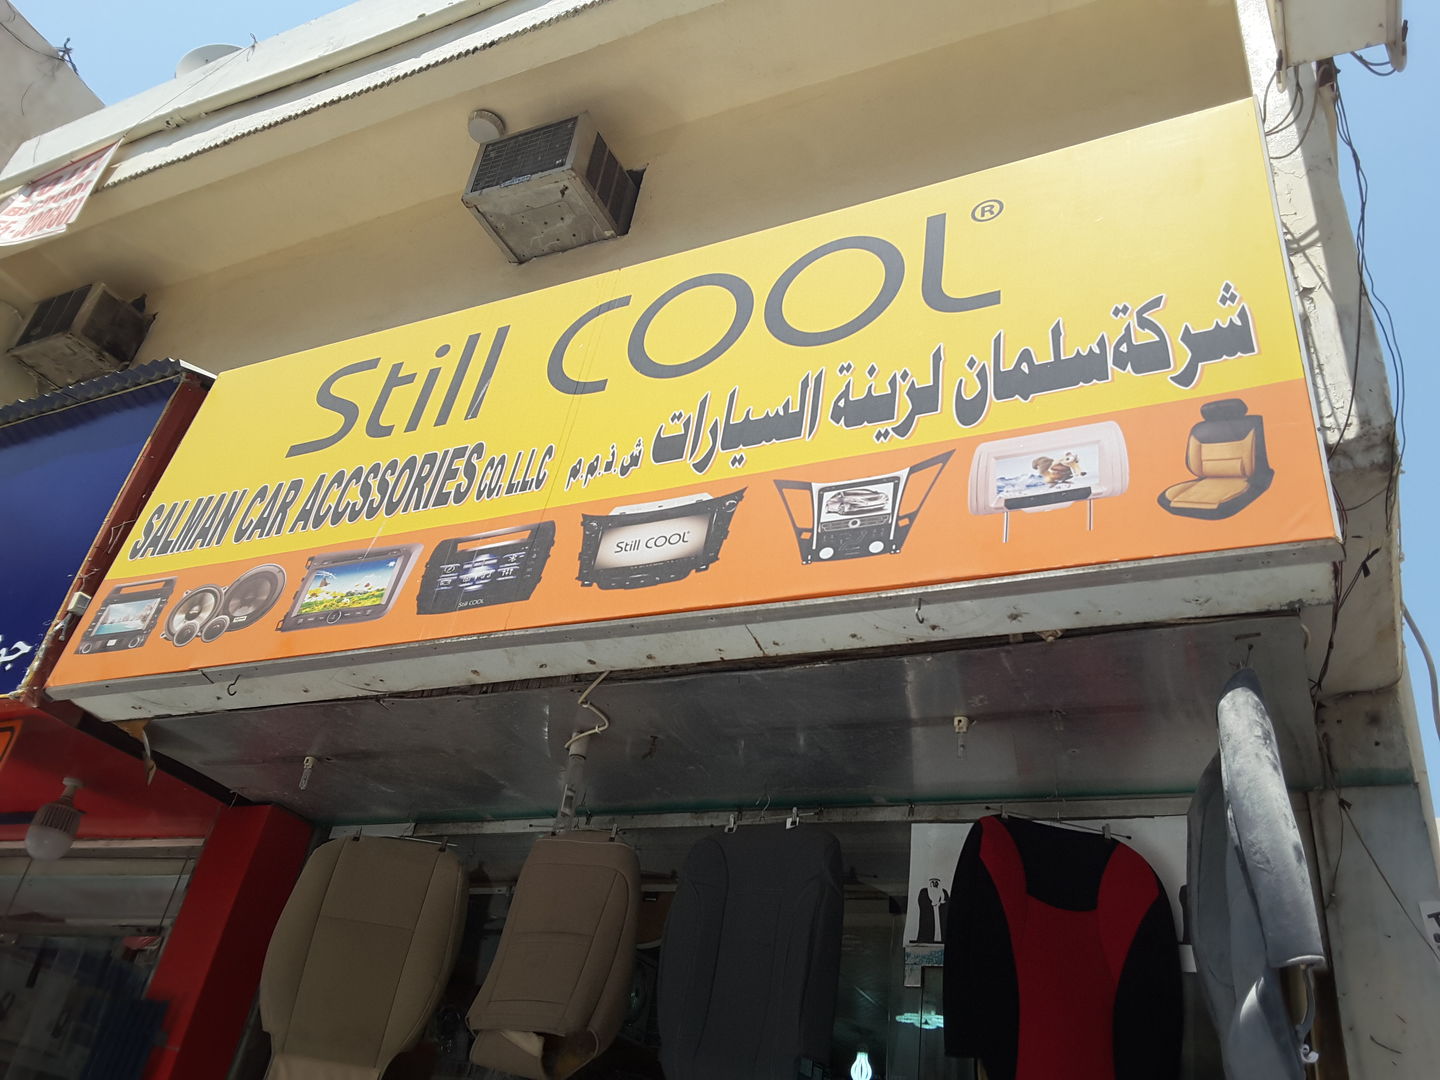 Still COOL®
شركة سلمان لزينة السيارات ش.ذ.م.م
SALMAN CAR ACCSSORIES CO. L.L.C
Still COOL
Still COOL